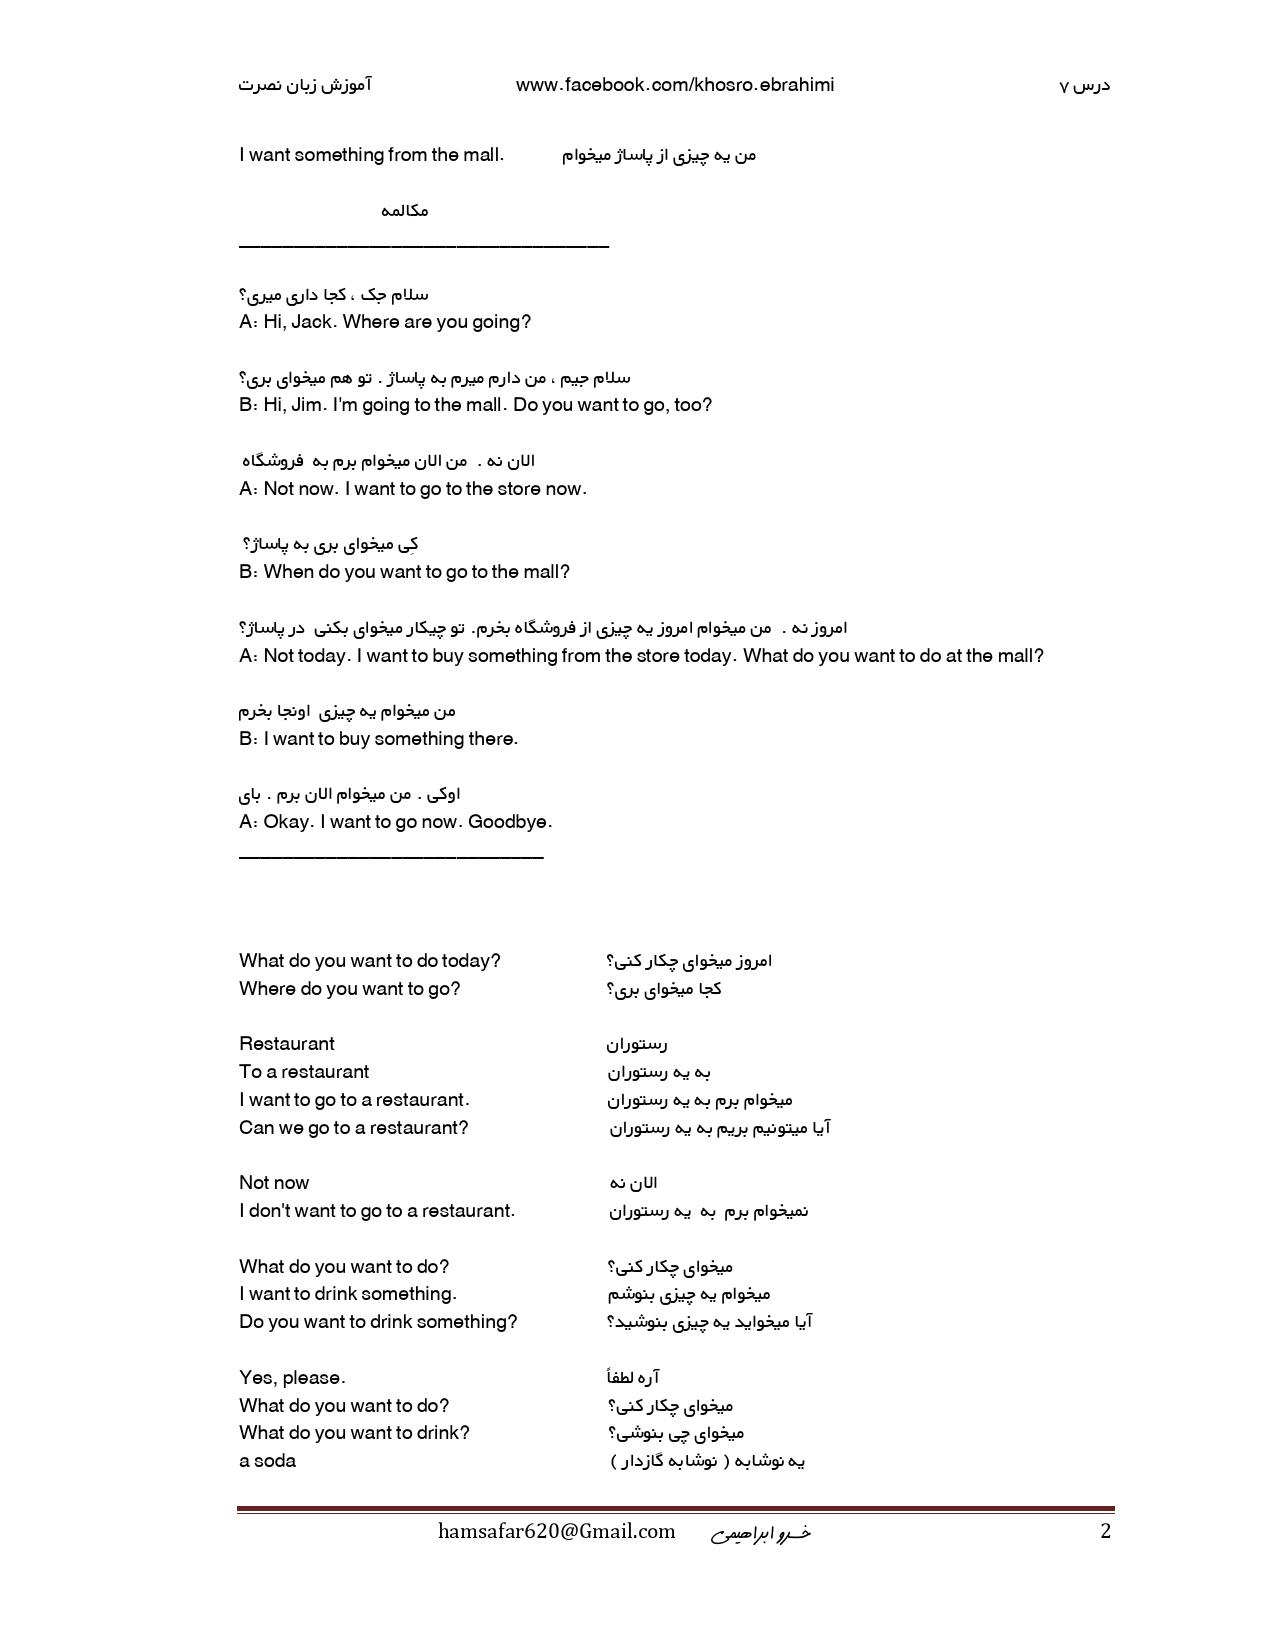 آموزش زبان نصرت www.facebook.com/khosro.ebrahimi درس ۷
I want something from the mall. من یه چیزی از پاساژ میخوام
مکالمه
سلام جک ، کجا داری میری؟
A: Hi, Jack. Where are you going?
سلام جیم ، من دارم میرم به پاساژ . تو هم میخوای بری؟
B: Hi, Jim. I'm going to the mall. Do you want to go, too?
الان نه . من الان میخوام برم به فروشگاه
A: Not now. I want to go to the store now.
کِی میخوای بری به پاساژ؟
B: When do you want to go to the mall?
امروز نه . من میخوام امروز یه چیزی از فروشگاه بخرم. تو چیکار میخوای بکنی در پاساژ؟
A: Not today. I want to buy something from the store today. What do you want to do at the mall?
من میخوام یه چیزی اونجا بخرم
B: I want to buy something there.
اوکی . من میخوام الان برم . بای
A: Okay. I want to go now. Goodbye.
What do you want to do today? امروز میخوای چکار کنی؟
Where do you want to go? کجا میخوای بری؟
Restaurant رستوران
To a restaurant به یه رستوران
I want to go to a restaurant. میخوام برم به یه رستوران
Can we go to a restaurant? آیا میتونیم بریم به یه رستوران
Not now الان نه
I don't want to go to a restaurant. نمیخوام برم به یه رستوران
What do you want to do? میخوای چکار کنی؟
I want to drink something. میخوام یه چیزی بنوشم
Do you want to drink something? آیا میخواید یه چیزی بنوشید؟
Yes, please. آره لطفاً
What do you want to do? میخوای چکار کنی؟
What do you want to drink? میخوای چی بنوشی؟
a soda یه نوشابه ( نوشابه گازدار )
hamsafar620@Gmail.com خسرو ابراهیمی 2